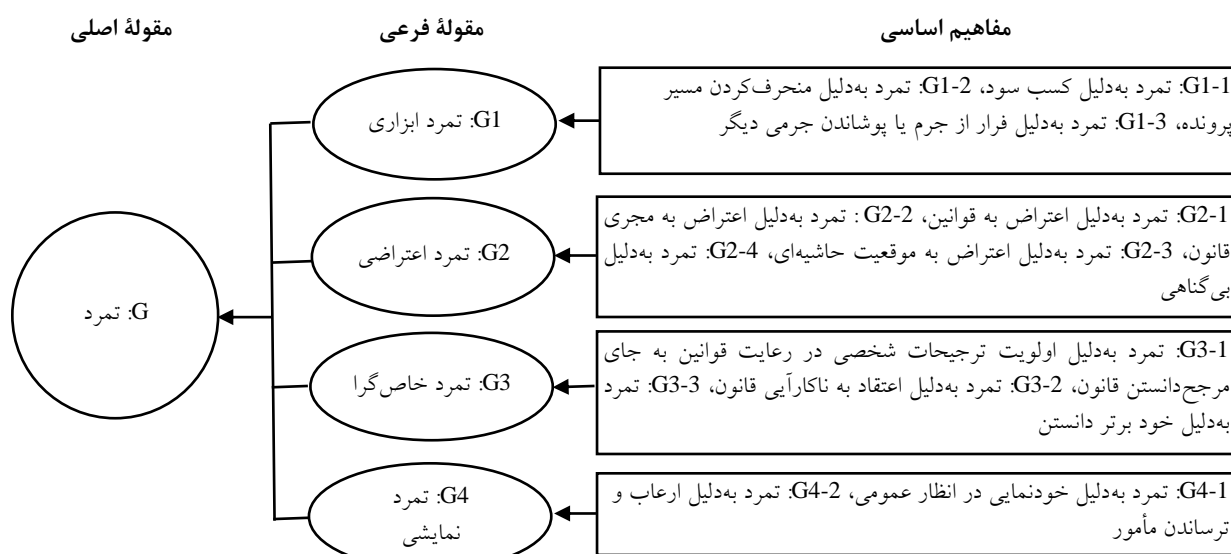 مفاهیم اساسی
مقولۀ فرعی
مقولۀ اصلی
G1-1: تمرد به‌دلیل کسب سود، G1-2: تمرد به‌دلیل منحرف‌کردن مسیر
پرونده، G1-3: تمرد به‌دلیل فرار از جرم یا پوشاندن جرمی دیگر
G1: تمرد ابزاری
G2-1: تمرد به‌دلیل اعتراض به قوانین، G2-2: تمرد به‌دلیل اعتراض به مجری
قانون، G2-3: تمرد به‌دلیل اعتراض به موقعیت حاشیه‌ای، G2-4: تمرد به‌دلیل
بی‌گناهی
G2: تمرد اعتراضی
G: تمرد
G3-1: تمرد به‌دلیل اولویت ترجیحات شخصی در رعایت قوانین به جای
مرجح‌دانستن قانون، G3-2: تمرد به‌دلیل اعتقاد به ناکارآیی قانون، G3-3: تمرد
به‌دلیل خود برتر دانستن
G3: تمرد خاص‌گرا
G4-1: تمرد به‌دلیل خودنمایی در انظار عمومی، G4-2: تمرد به‌دلیل ارعاب و
ترساندن مأمور
G4: تمرد
نمایشی